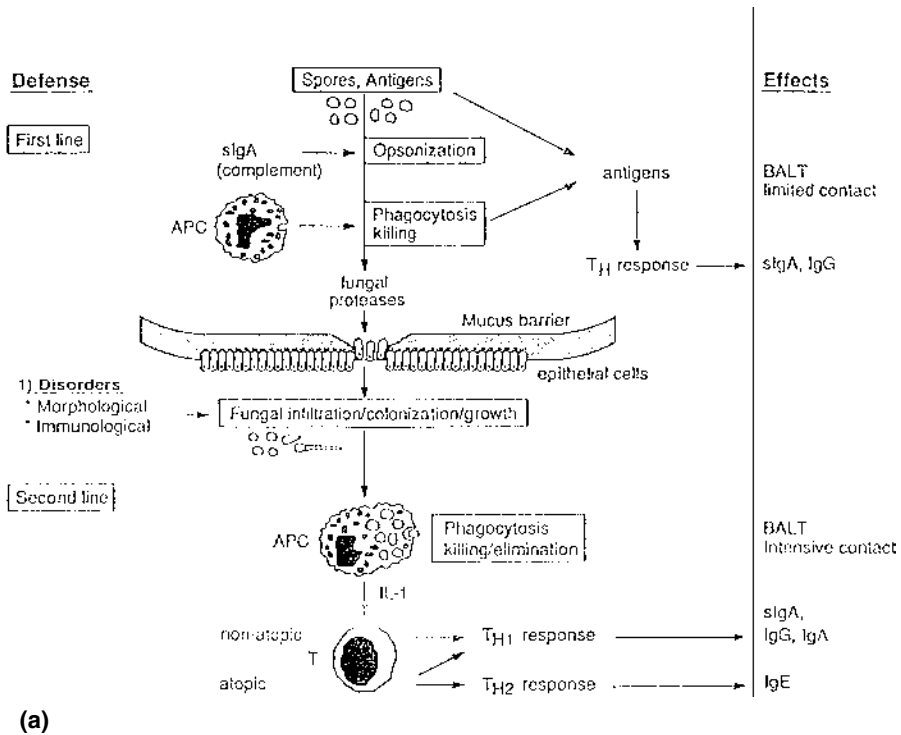 Defense
Effects
Spores, Antigens
First line
sIgA
(complement)
Opsonization
antigens
BALT
limited contact
APC
Phagocytosis
killing
TH response
sIgA, IgG
fungal
proteases
Mucus barrier
epithelial cells
1) Disorders
* Morphological
* Immunological
Fungal infiltration/colonization/growth
Second line
APC
Phagocytosis
killing/elimination
BALT
Intensive contact
IL-1
non-atopic
T
TH1 response
sIgA,
IgG, IgA
atopic
TH2 response
IgE
(a)